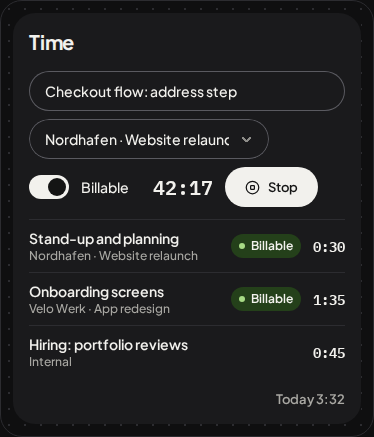 Time
Checkout flow: address step
Nordhafen · Website relaunc
Billable 42:17 Stop
Stand-up and planning
Nordhafen · Website relaunch
Billable 0:30
Onboarding screens
Velo Werk · App redesign
Billable 1:35
Hiring: portfolio reviews
Internal
0:45
Today 3:32